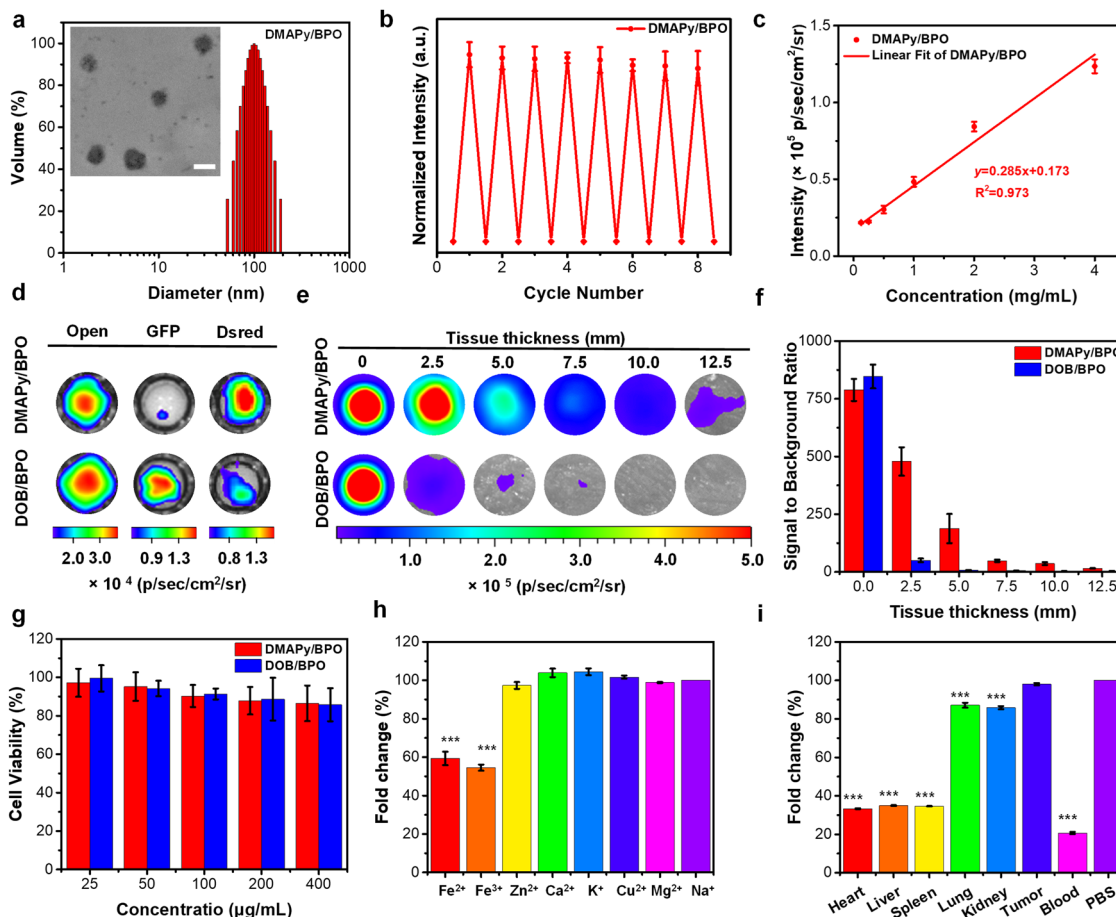 a
100
80
60
40
20
0
Volume (%)
1
10
100
1000
Diameter (nm)
b
DMAPy/BPO
Normalized Intensity (a.u.)
0
2
4
6
8
Cycle Number
c
DMAPy/BPO
Linear Fit of DMAPy/BPO
1.5
1.0
0.5
0.0
Intensity (× 10⁵ p/sec/cm²/sr)
y=0.285x+0.173
R²=0.973
0
1
2
3
4
Concentration (mg/mL)
d
Open GFP Dsred
DMAPy/BPO
DOB/BPO
2.0 3.0 0.9 1.3 0.8 1.3
× 10⁴ (p/sec/cm²/sr)
e
Tissue thickness (mm)
0 2.5 5.0 7.5 10.0 12.5
DMAPy/BPO
DOB/BPO
1.0 2.0 3.0 4.0 5.0
× 10⁵ (p/sec/cm²/sr)
f
DMAPy/BPO
DOB/BPO
1000
750
500
250
0
Signal to Background Ratio
0.0 2.5 5.0 7.5 10.0 12.5
Tissue thickness (mm)
g
DMAPy/BPO
DOB/BPO
120
100
80
60
40
20
0
Cell Viability (%)
25 50 100 200 400
Concentratio (μg/mL)
h
120
100
80
60
40
20
0
Fold change (%)
*** ***
Fe²⁺ Fe³⁺ Zn²⁺ Ca²⁺ K⁺ Cu²⁺ Mg²⁺ Na⁺
i
120
100
80
60
40
20
0
Fold change (%)
*** *** *** *** *** ***
Heart Liver Spleen Lung Kidney Tumor Blood PBS